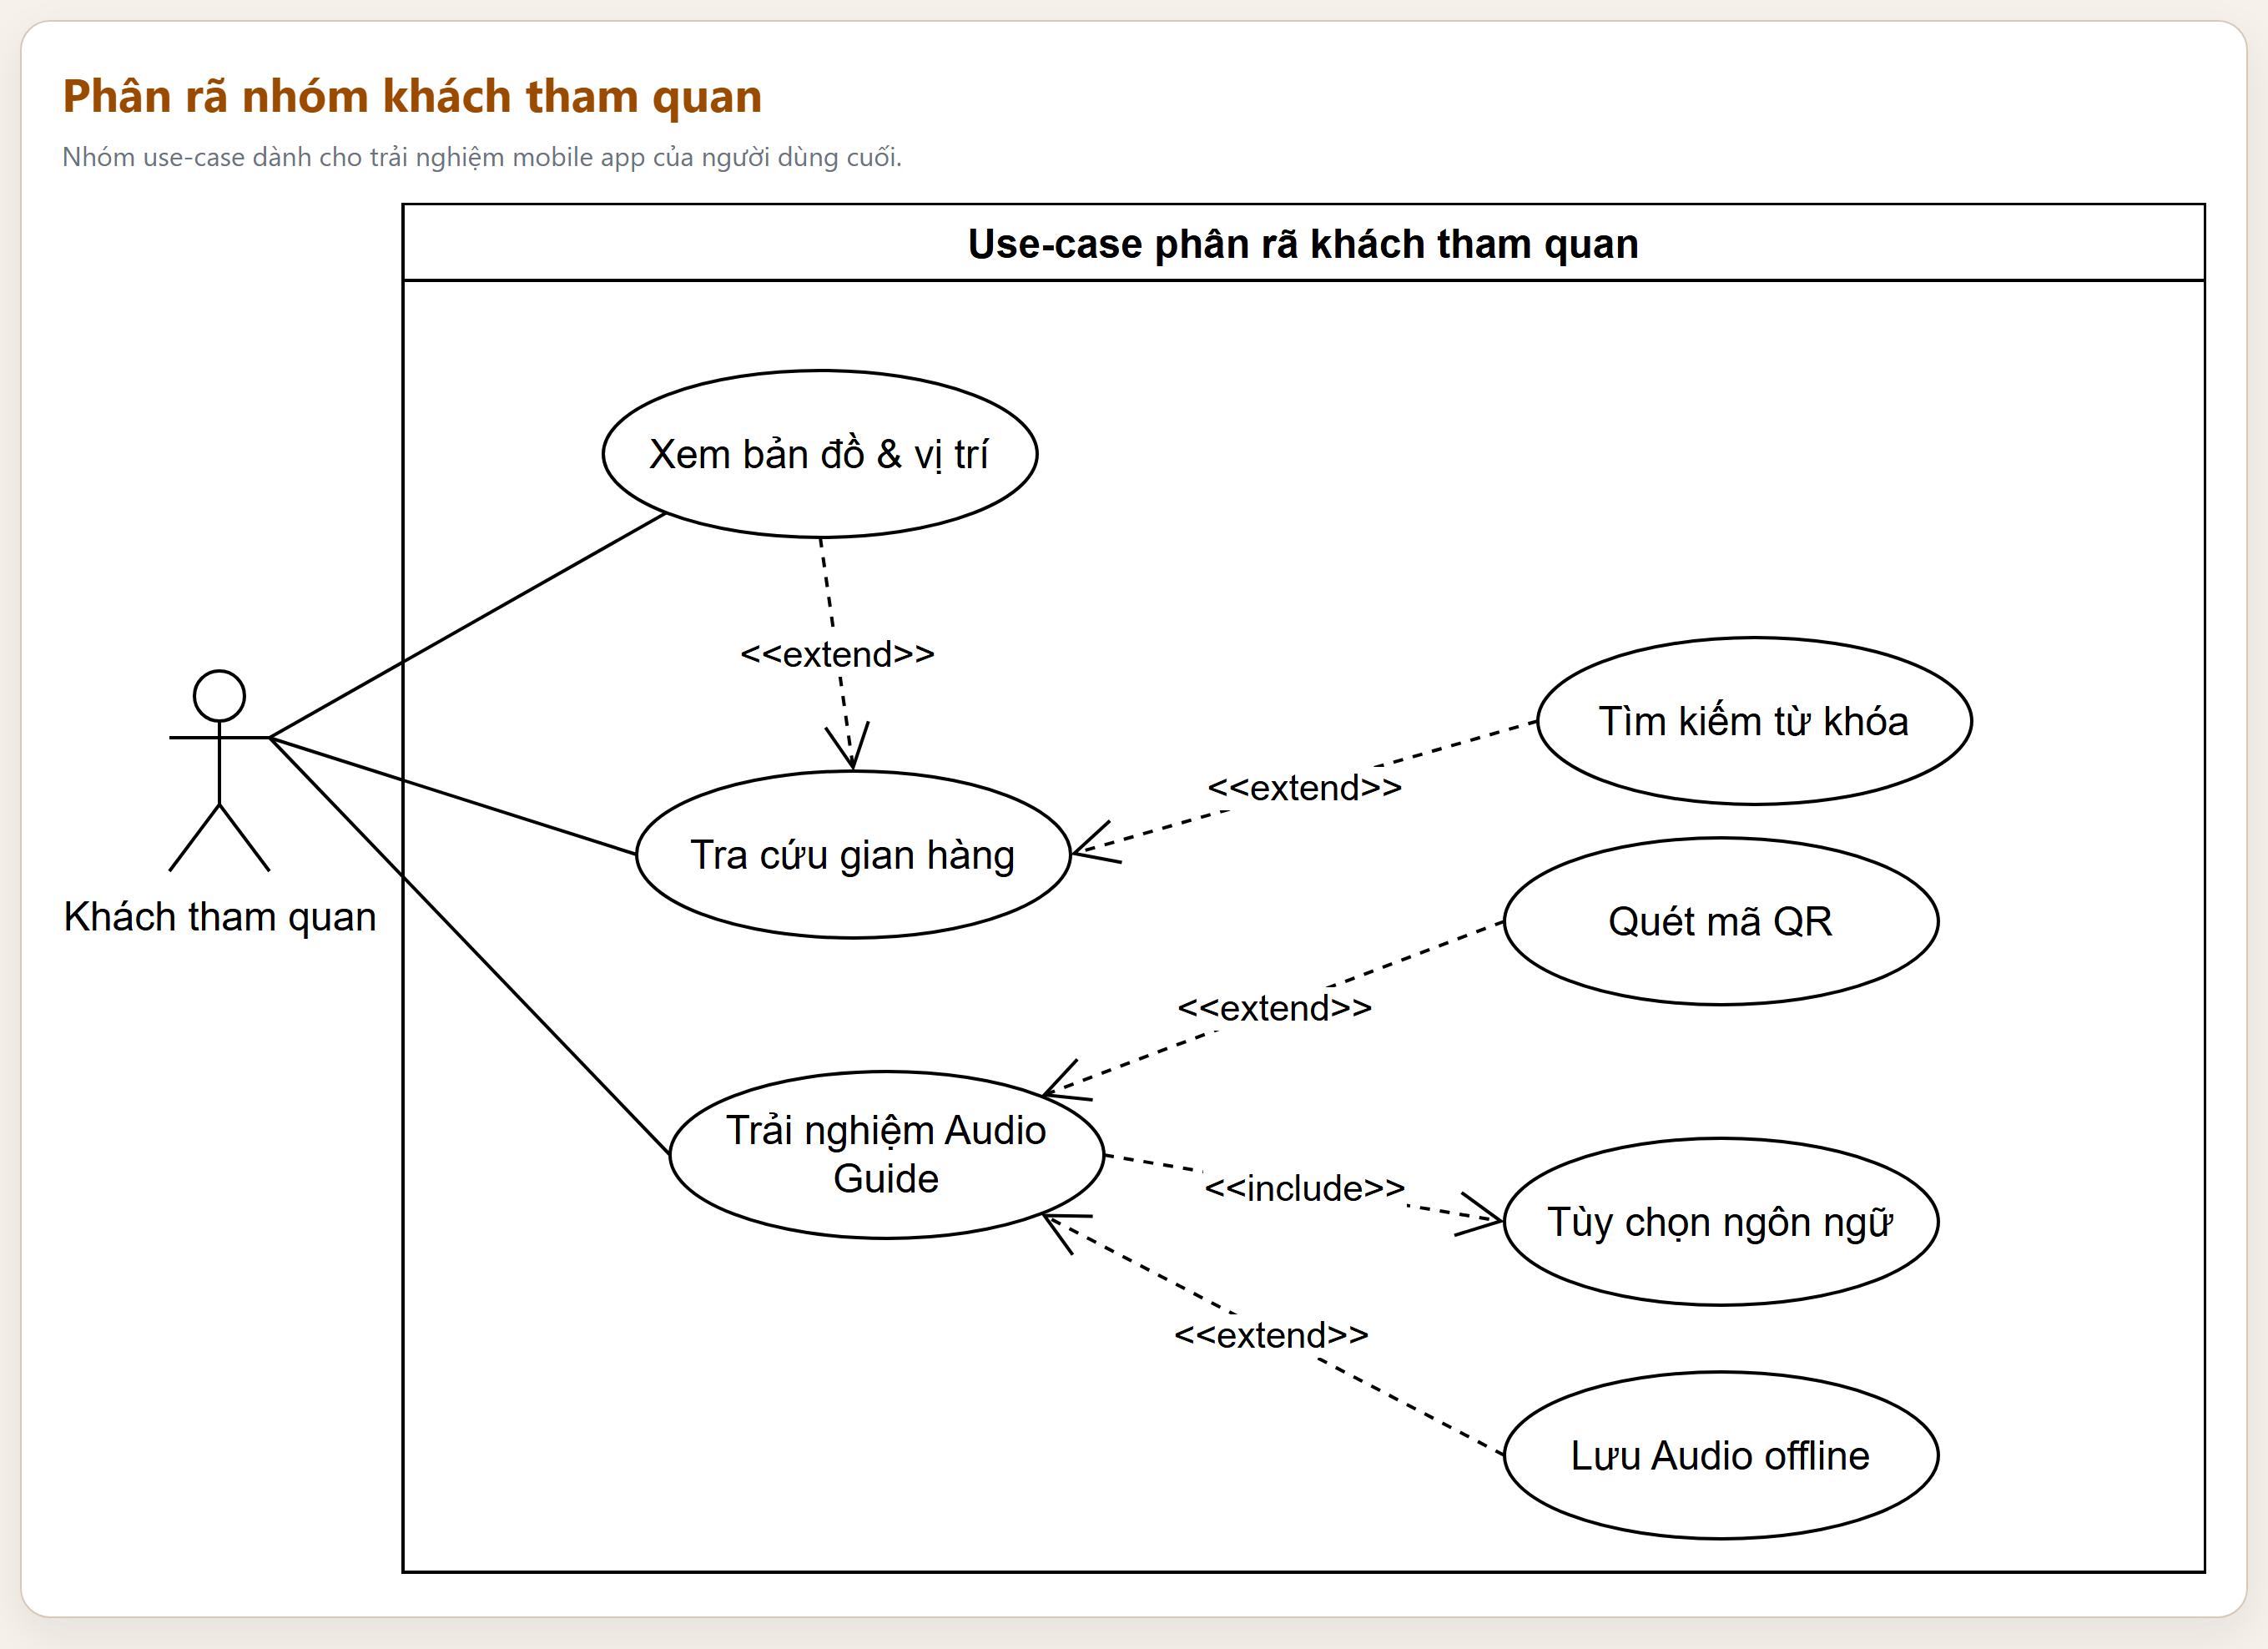 Phân rã nhóm khách tham quan
Nhóm use-case dành cho trải nghiệm mobile app của người dùng cuối.
Use-case phân rã khách tham quan
Xem bản đồ & vị trí
<<extend>>
Tìm kiếm từ khóa
<<extend>>
Tra cứu gian hàng
Khách tham quan
Quét mã QR
<<extend>>
Trải nghiệm Audio
Guide
<<include>>
Tùy chọn ngôn ngữ
<<extend>>
Lưu Audio offline